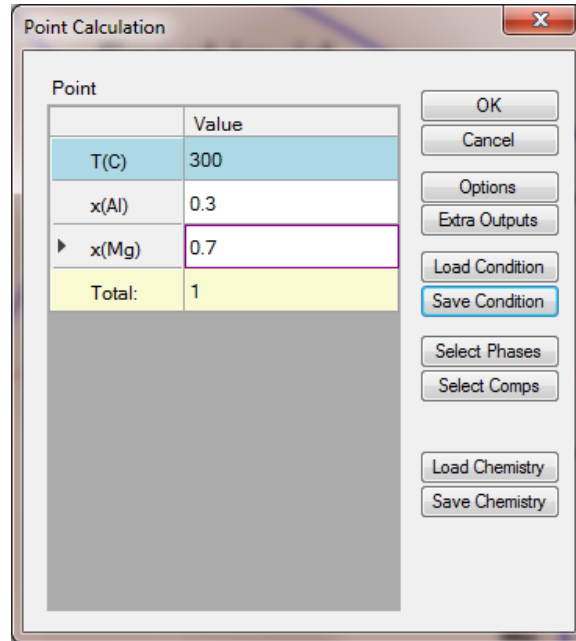 Point Calculation
Point
Value
T(C) 300
x(Al) 0.3
x(Mg) 0.7
Total: 1
OK
Cancel
Options
Extra Outputs
Load Condition
Save Condition
Select Phases
Select Comps
Load Chemistry
Save Chemistry